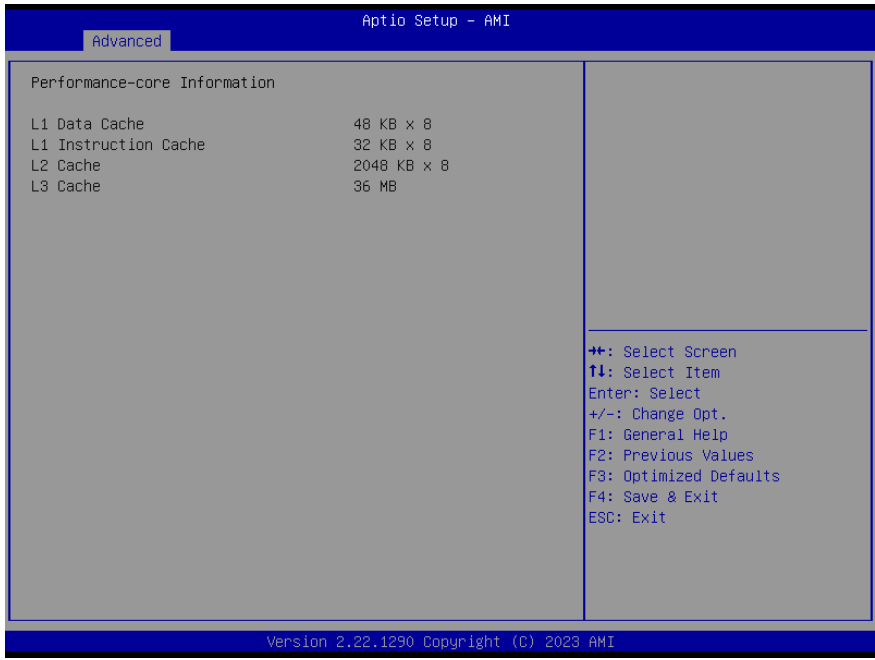 Aptio Setup – AMI
Advanced
Performance-core Information
L1 Data Cache 48 KB x 8
L1 Instruction Cache 32 KB x 8
L2 Cache 2048 KB x 8
L3 Cache 36 MB
→←: Select Screen
↑↓: Select Item
Enter: Select
+/-: Change Opt.
F1: General Help
F2: Previous Values
F3: Optimized Defaults
F4: Save & Exit
ESC: Exit
Version 2.22.1290 Copyright (C) 2023 AMI